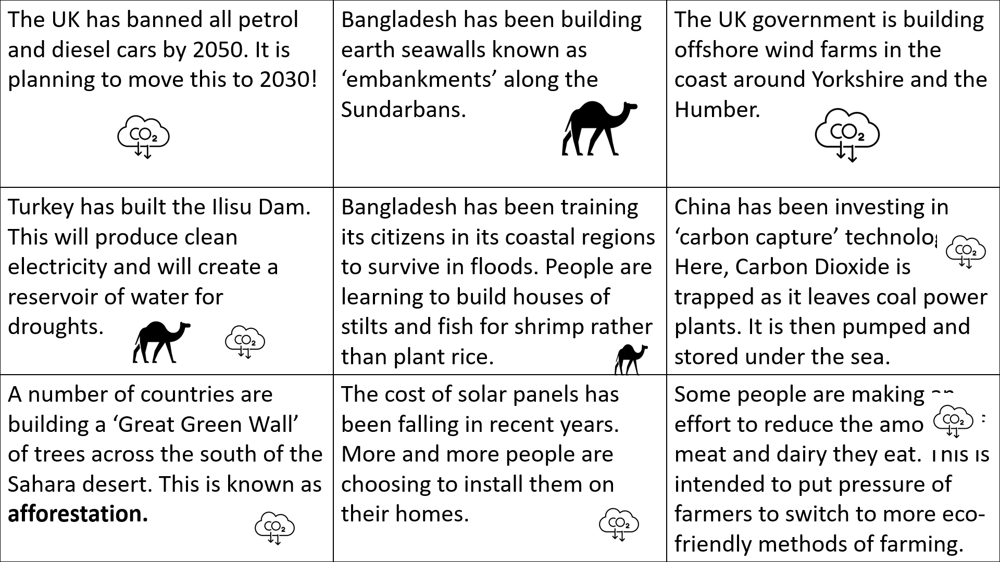 The UK has banned all petrol
and diesel cars by 2050. It is
planning to move this to 2030!
CO2
Bangladesh has been building
earth seawalls known as
‘embankments’ along the
Sundarbans.
The UK government is building
offshore wind farms in the
coast around Yorkshire and the
Humber.
CO2
Turkey has built the Ilisu Dam.
This will produce clean
electricity and will create a
reservoir of water for
droughts.
CO2
Bangladesh has been training
its citizens in its coastal regions
to survive in floods. People are
learning to build houses of
stilts and fish for shrimp rather
than plant rice.
China has been investing in
‘carbon capture’
CO2
Here, Carbon Dioxide is
trapped as it leaves coal power
plants. It is then pumped and
stored under the sea.
A number of countries are
building a ‘Great Green Wall’
of trees across the south of the
Sahara desert. This is known as
afforestation.
CO2
The cost of solar panels has
been falling in recent years.
More and more people are
choosing to install them on
their homes.
CO2
Some people are making
effort to reduce the
CO2
meat and dairy they eat. This is
intended to put pressure of
farmers to switch to more eco-
friendly methods of farming.